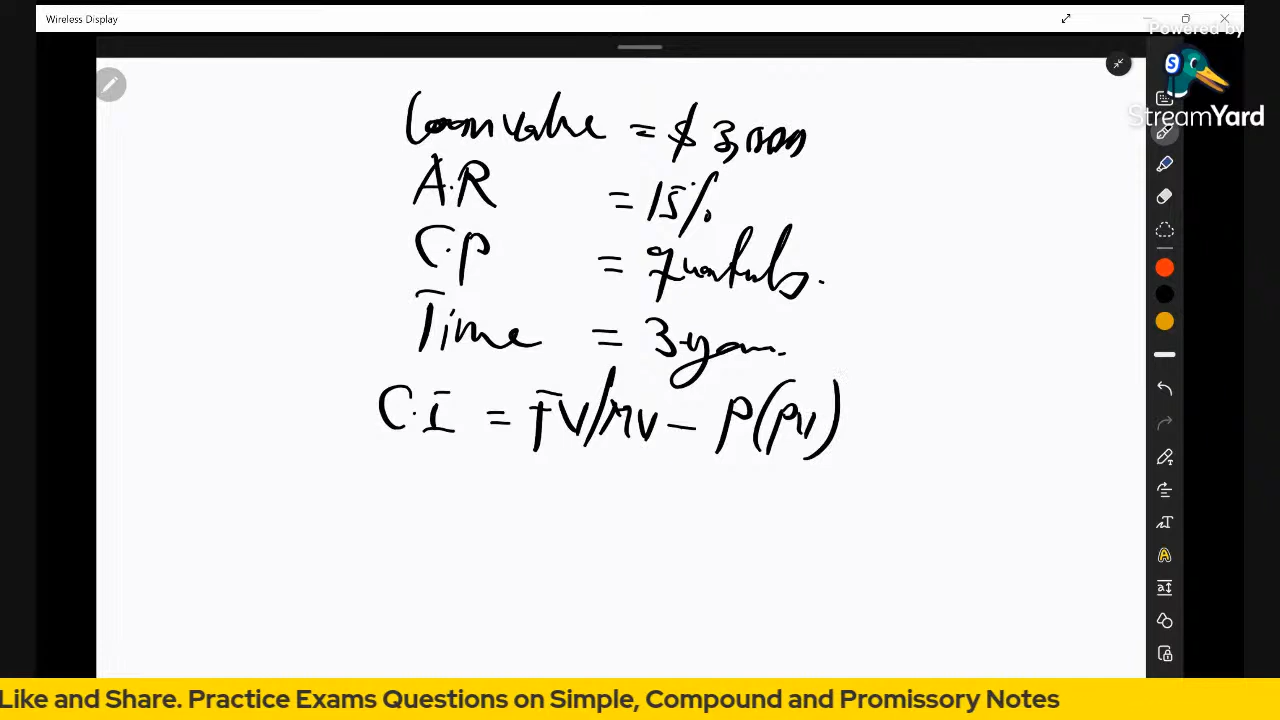 Wireless Display
Powered by
StreamYard
Loan value = $ 3,000
A.R = 15%
C.P = quarterly.
Time = 3 years.
C.I = FV/MV - P(PV)
Like and Share. Practice Exams Questions on Simple, Compound and Promissory Notes